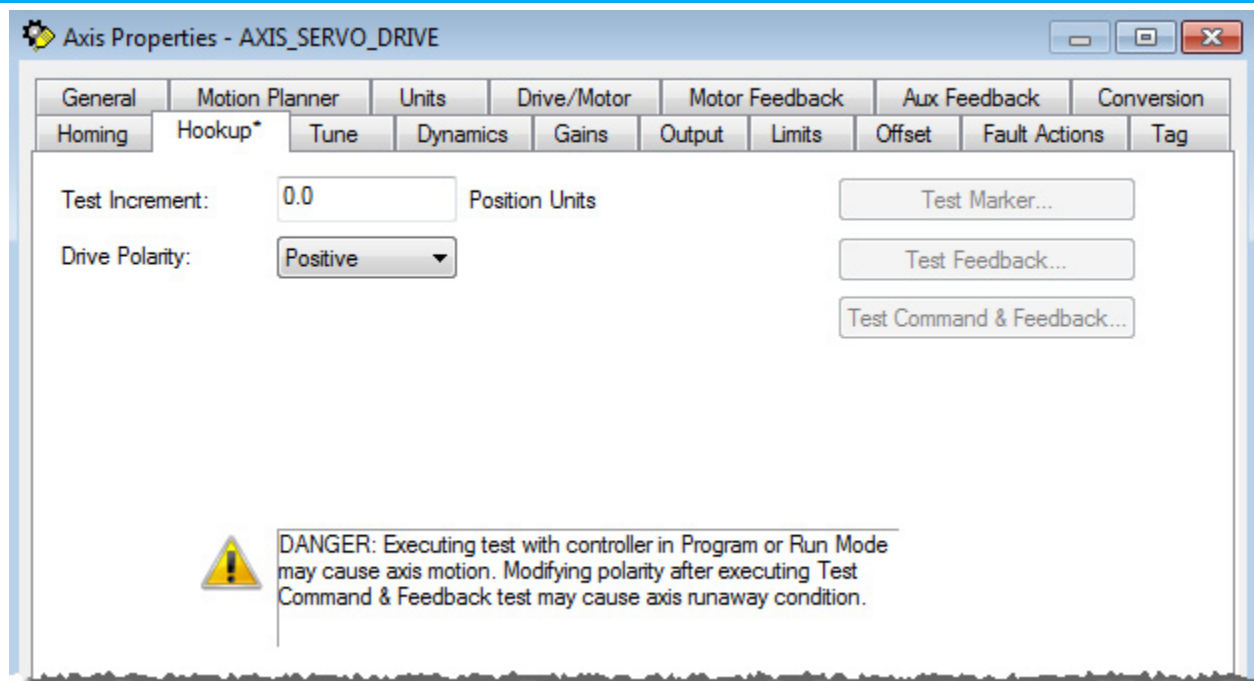 Axis Properties - AXIS_SERVO_DRIVE
General Motion Planner Units Drive/Motor Motor Feedback Aux Feedback Conversion
Homing Hookup* Tune Dynamics Gains Output Limits Offset Fault Actions Tag
Test Increment: 0.0 Position Units Test Marker...
Drive Polarity: Positive Test Feedback...
Test Command & Feedback...
DANGER: Executing test with controller in Program or Run Mode
may cause axis motion. Modifying polarity after executing Test
Command & Feedback test may cause axis runaway condition.